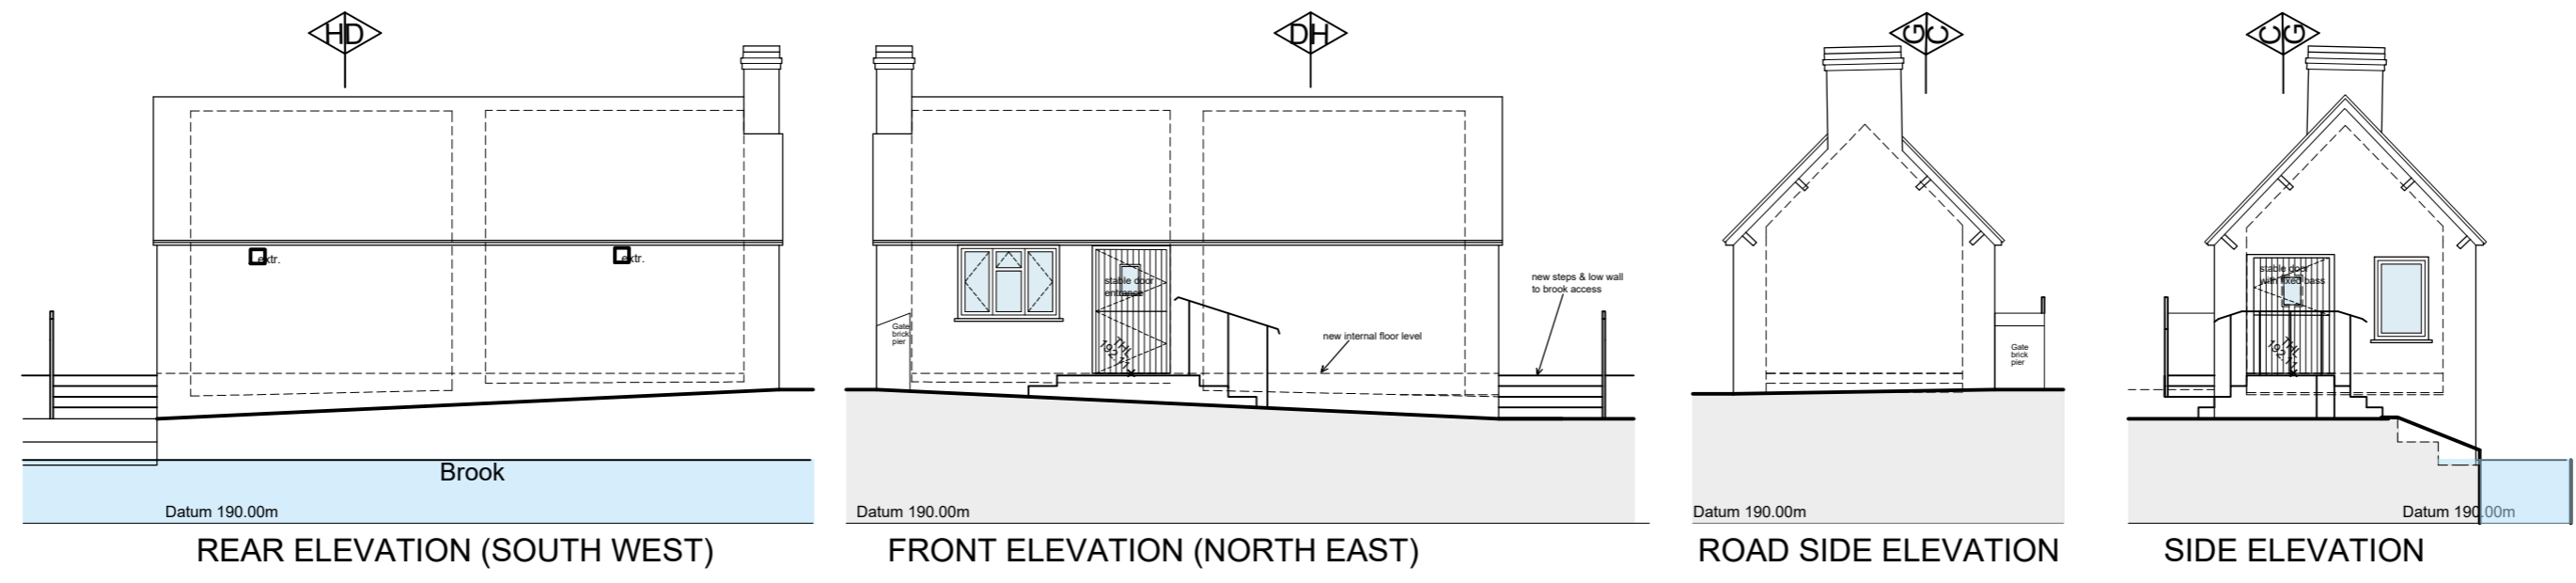 HD
extr.
extr.
Brook
Datum 190.00m
REAR ELEVATION (SOUTH WEST)
DH
stable door
entrance
Gate
brick
pier
THL
new internal floor level
new steps & low wall
to brook access
Datum 190.00m
FRONT ELEVATION (NORTH EAST)
GC
Gate
brick
pier
Datum 190.00m
ROAD SIDE ELEVATION
CG
stable door
with fixed bass
THL
Datum 190.00m
SIDE ELEVATION